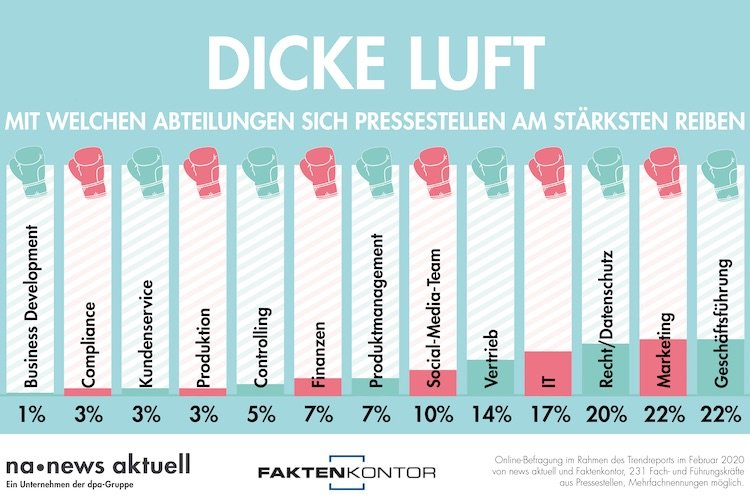 DICKE LUFT
MIT WELCHEN ABTEILUNGEN SICH PRESSESTELLEN AM STÄRKSTEN REIBEN
Business Development
Compliance
Kundenservice
Produktion
Controlling
Finanzen
Produktmanagement
Social-Media-Team
Vertrieb
IT
Recht/Datenschutz
Marketing
Geschäftsführung
1% 3% 3% 3% 5% 7% 7% 10% 14% 17% 20% 22% 22%
na•news aktuell
Ein Unternehmen der dpa-Gruppe
FAKTENKONTOR
Online-Befragung im Rahmen des Trendreports im Februar 2020
von news aktuell und Faktenkontor, 231 Fach- und Führungskräfte
aus Pressestellen, Mehrfachnennungen möglich.